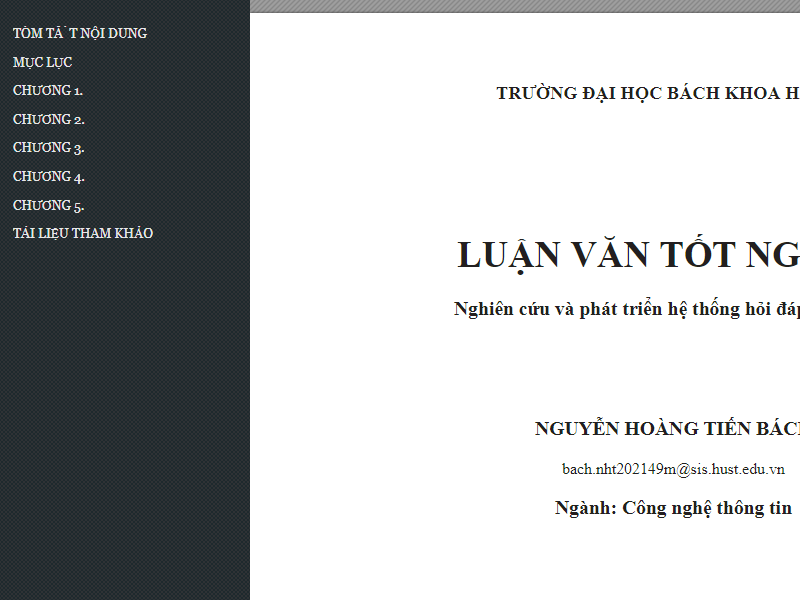 TÓM TẮT NỘI DUNG
MỤC LỤC
CHƯƠNG 1.
CHƯƠNG 2.
CHƯƠNG 3.
CHƯƠNG 4.
CHƯƠNG 5.
TÀI LIỆU THAM KHẢO
TRƯỜNG ĐẠI HỌC BÁCH KHOA H
LUẬN VĂN TỐT NG
Nghiên cứu và phát triển hệ thống hỏi đáp
NGUYỄN HOÀNG TIẾN BÁCH
bach.nht202149m@sis.hust.edu.vn
Ngành: Công nghệ thông tin